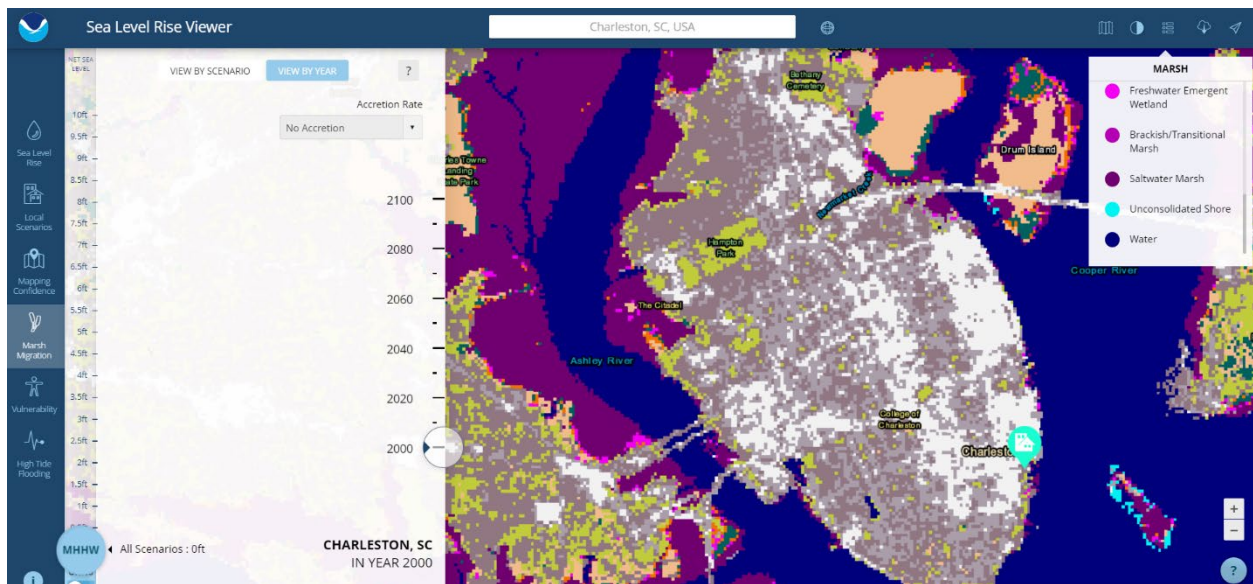 Sea Level Rise Viewer
Charleston, SC, USA
NET SEA
LEVEL
VIEW BY SCENARIO
VIEW BY YEAR
?
Accretion Rate
No Accretion
10ft
9.5ft
9ft
8.5ft
8ft
7.5ft
7ft
6.5ft
6ft
5.5ft
5ft
4.5ft
4ft
3.5ft
3ft
2.5ft
2ft
1.5ft
1ft
MHHW
All Scenarios : 0ft
2100
2080
2060
2040
2020
2000
CHARLESTON, SC
IN YEAR 2000
Sea Level
Rise
Local
Scenarios
Mapping
Confidence
Marsh
Migration
Vulnerability
High Tide
Flooding
i
Bethany
Cemetery
Drum Island
Hampton
Park
The Citadel
Ashley River
College of
Charleston
Cooper River
MARSH
Freshwater Emergent
Wetland
Brackish/Transitional
Marsh
Saltwater Marsh
Unconsolidated Shore
Water
+
−
?